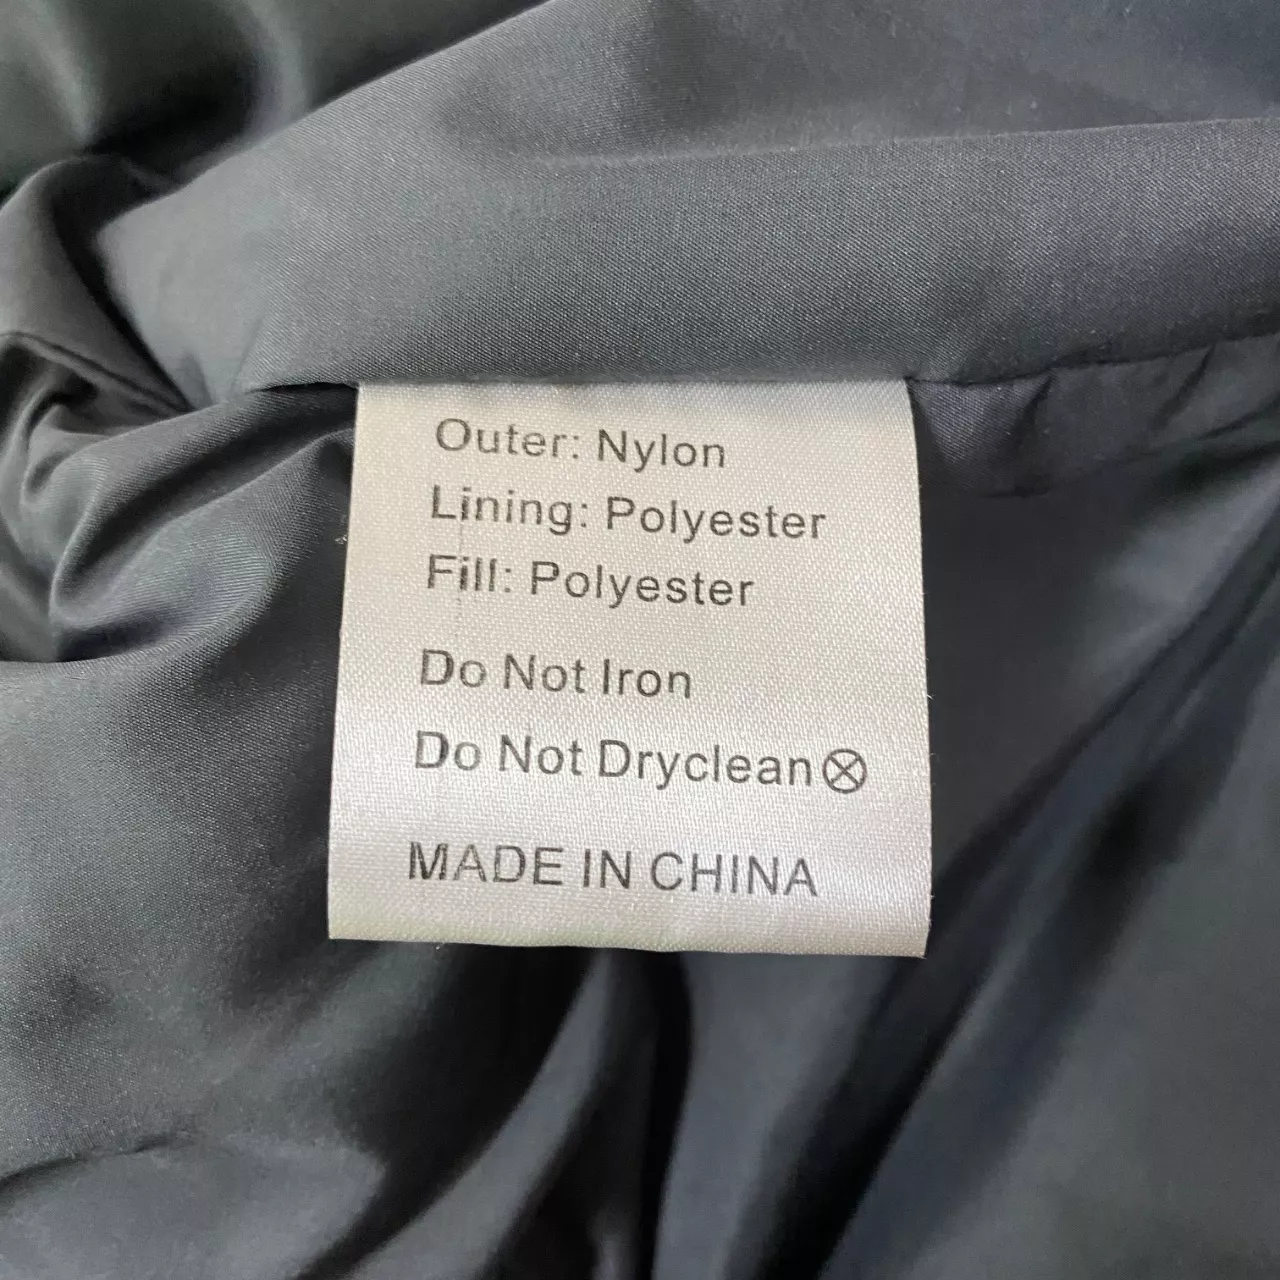 Outer: Nylon
Lining: Polyester
Fill: Polyester
Do Not Iron
Do Not Dryclean
MADE IN CHINA